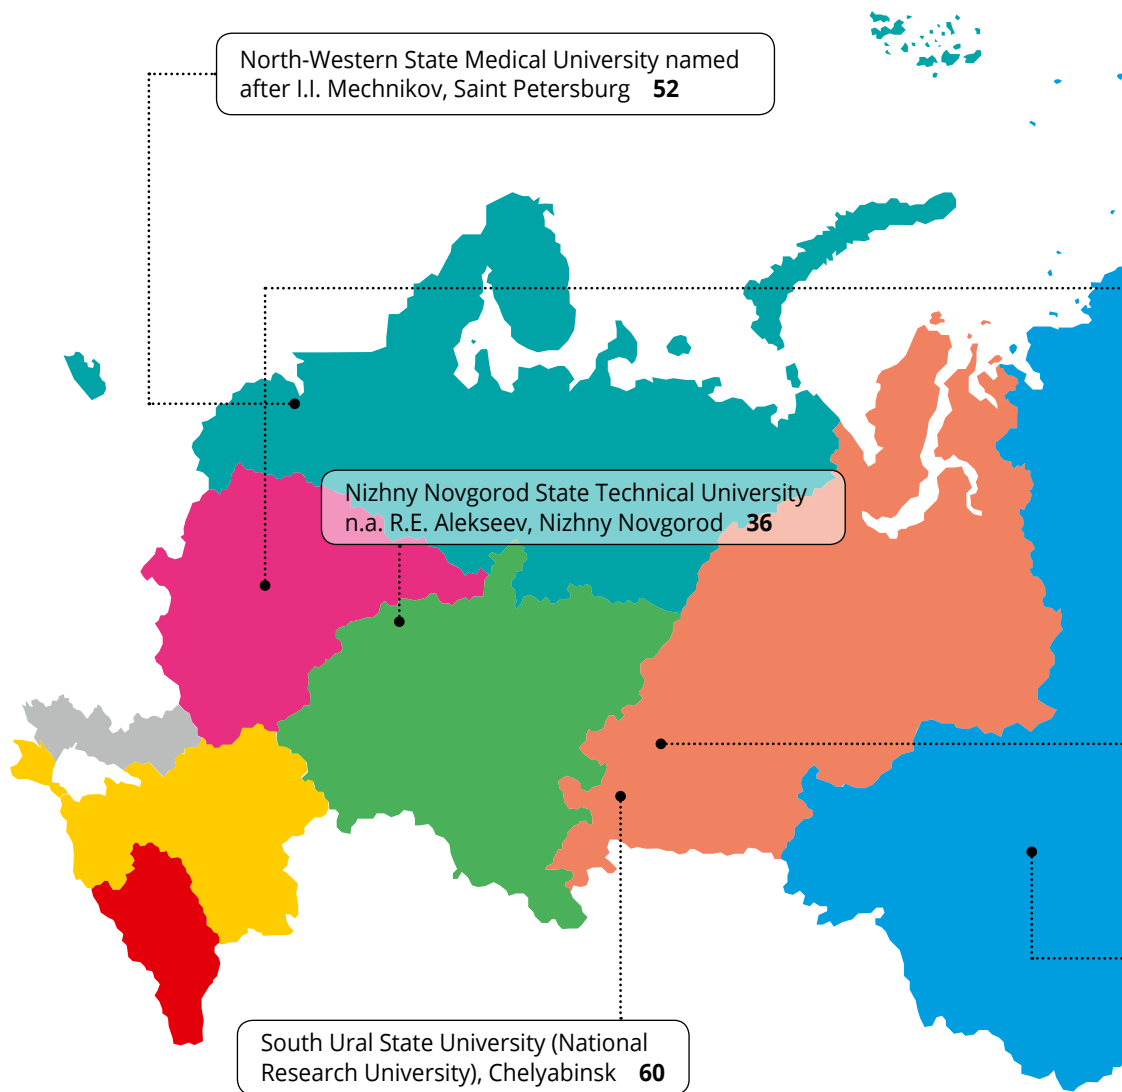 North-Western State Medical University named
after I.I. Mechnikov, Saint Petersburg 52
Nizhny Novgorod State Technical University
n.a. R.E. Alekseev, Nizhny Novgorod 36
South Ural State University (National
Research University), Chelyabinsk 60